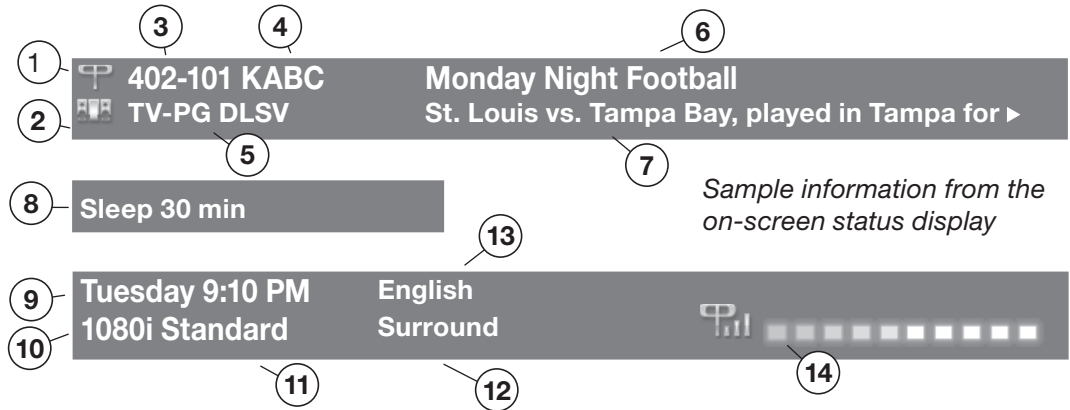 3 4 6
1 402-101 KABC Monday Night Football
2 TV-PG DLSV St. Louis vs. Tampa Bay, played in Tampa for ▶
5 7
8 Sleep 30 min
Sample information from the
on-screen status display
13
9 Tuesday 9:10 PM English
10 1080i Standard Surround
11 12 14